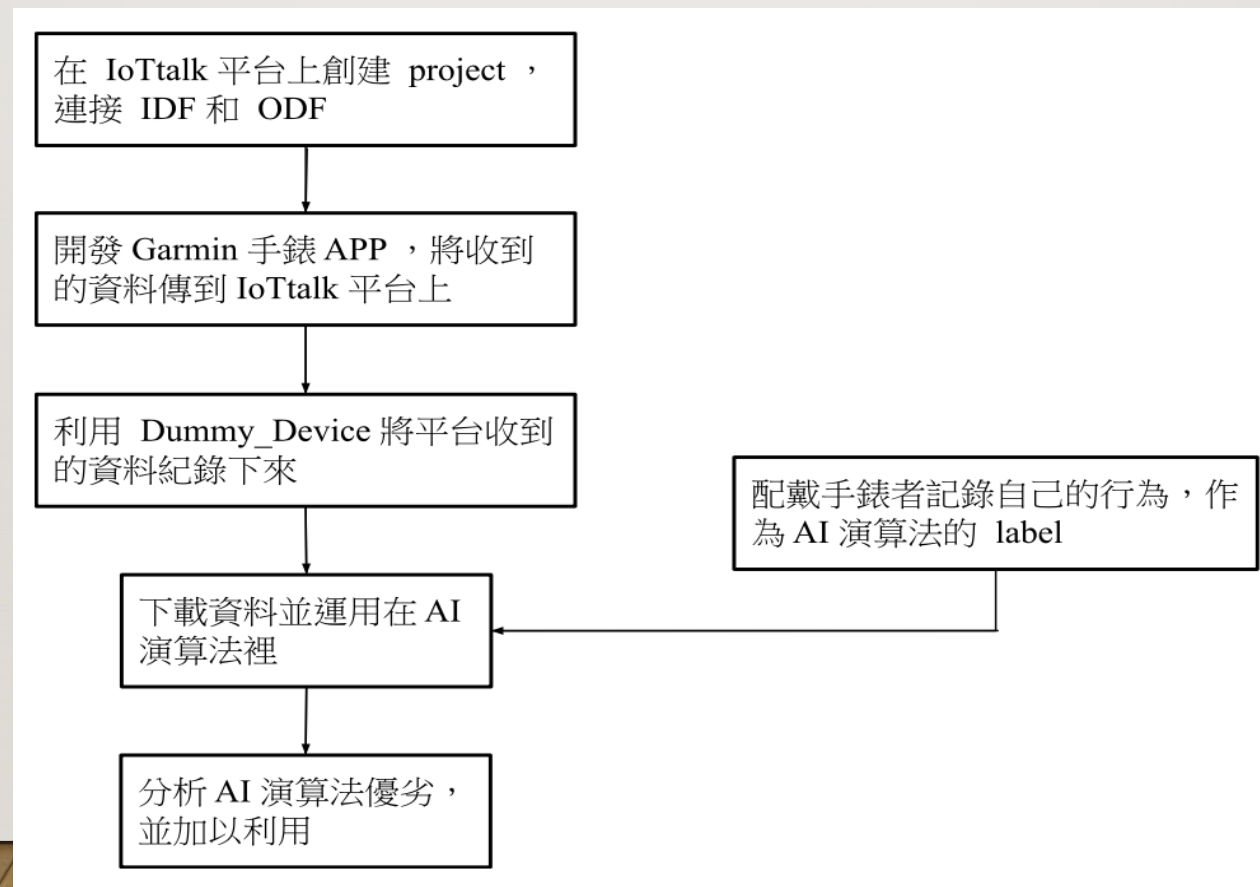 在 IoTtalk 平台上創建 project ，
連接 IDF 和 ODF
開發 Garmin 手錶 APP ，將收到
的資料傳到 IoTtalk 平台上
利用 Dummy_Device 將平台收到
的資料紀錄下來
配戴手錶者記錄自己的行為，作
為 AI 演算法的 label
下載資料並運用在 AI
演算法裡
分析 AI 演算法優劣，
並加以利用